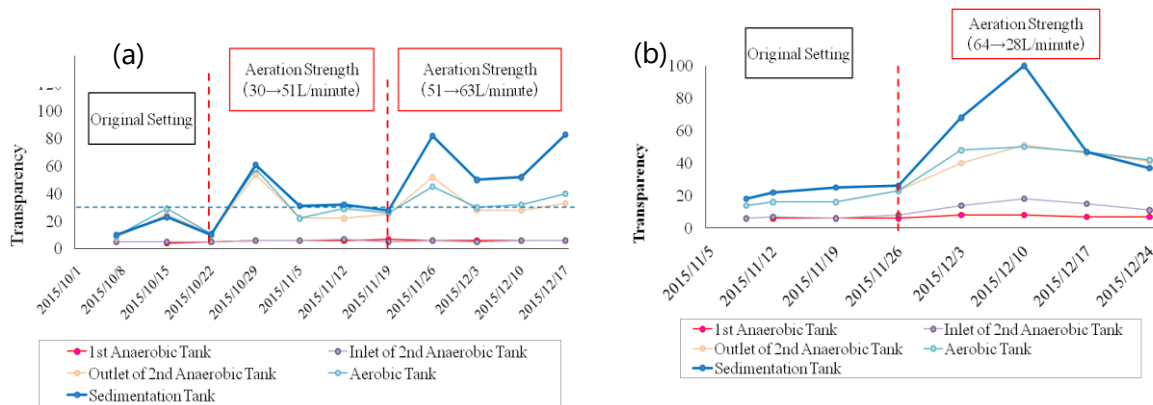 (a)
Original Setting
Aeration Strength
(30→51L/minute)
Aeration Strength
(51→63L/minute)
Transparency
120
100
80
60
40
20
0
2015/10/1
2015/10/8
2015/10/15
2015/10/22
2015/10/29
2015/11/5
2015/11/12
2015/11/19
2015/11/26
2015/12/3
2015/12/10
2015/12/17
1st Anaerobic Tank
Inlet of 2nd Anaerobic Tank
Outlet of 2nd Anaerobic Tank
Aerobic Tank
Sedimentation Tank
(b)
Original Setting
Aeration Strength
(64→28L/minute)
Transparency
100
80
60
40
20
0
2015/11/5
2015/11/12
2015/11/19
2015/11/26
2015/12/3
2015/12/10
2015/12/17
2015/12/24
1st Anaerobic Tank
Inlet of 2nd Anaerobic Tank
Outlet of 2nd Anaerobic Tank
Aerobic Tank
Sedimentation Tank